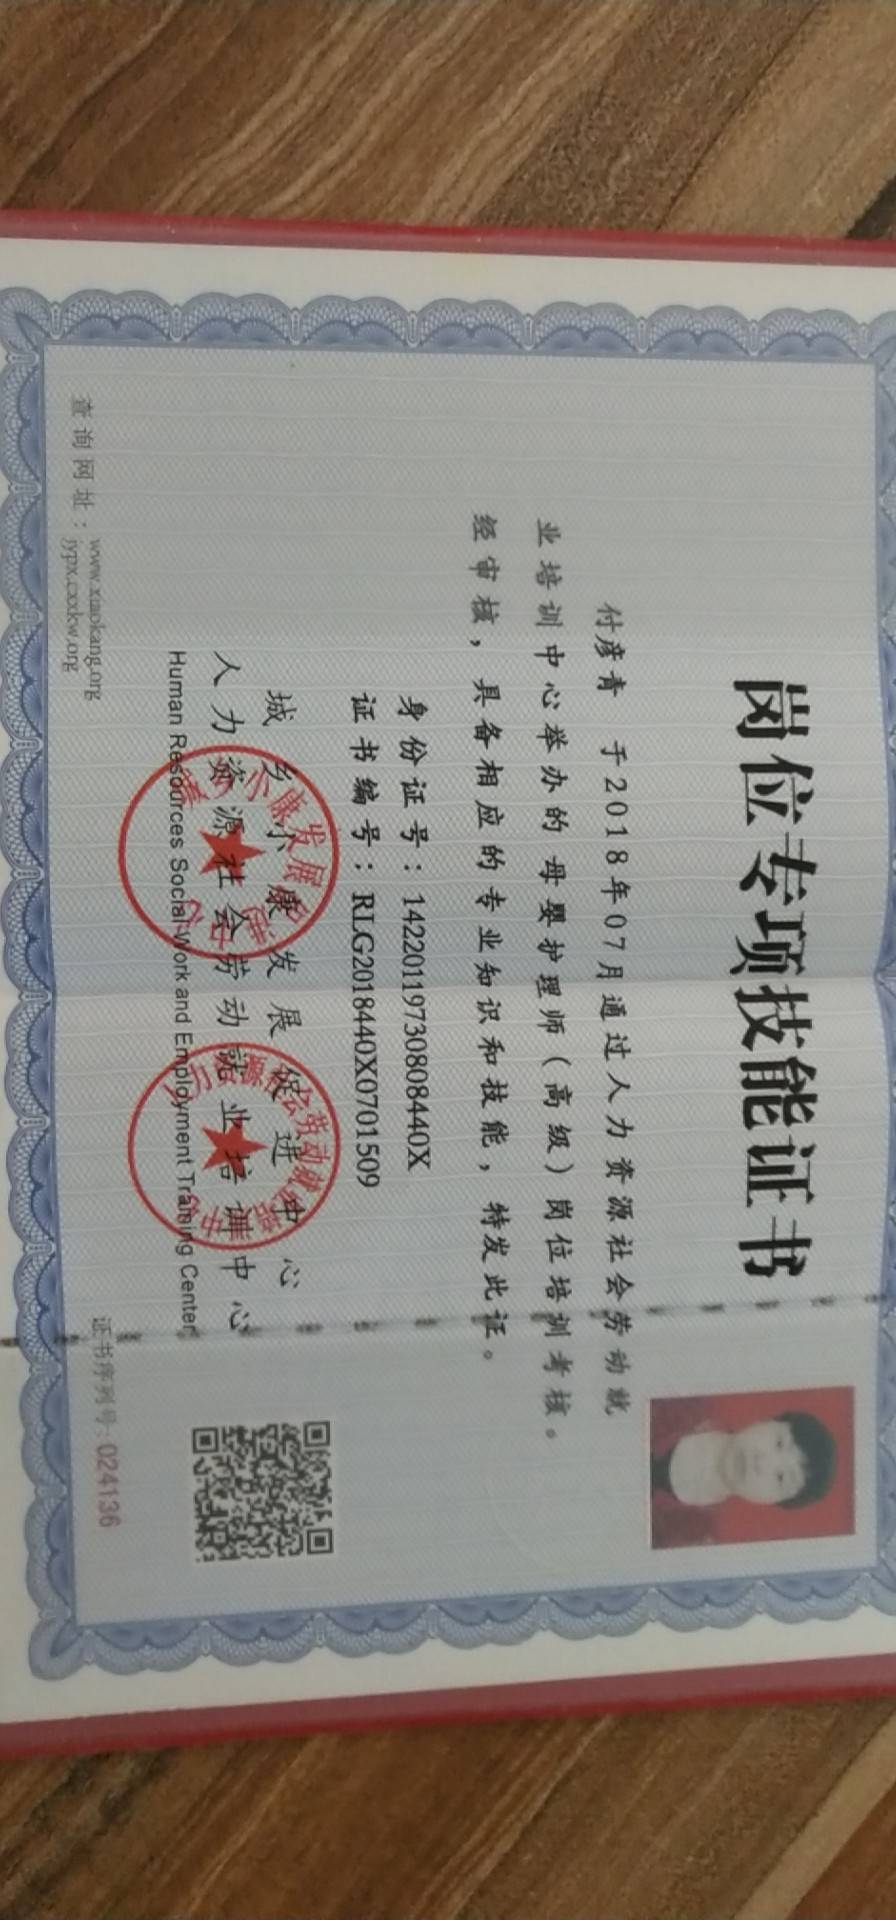 岗位专项技能证书
付彦青 于2018年07月通过人力资源社会劳动就
业培训中心举办的母婴护理师(高级)岗位培训考核。
经审核,具备相应的专业知识和技能,特发此证。
身份证号:14220119730808440X
证书编号:RLG2018440X0701509
城乡小康发展促进中心
人力资源社会劳动就业培训中心
Human Resources Social Work and Employment Training Center
查询网址:www.xiaokang.org
jypx.cxxkw.org
证书序列号:024136